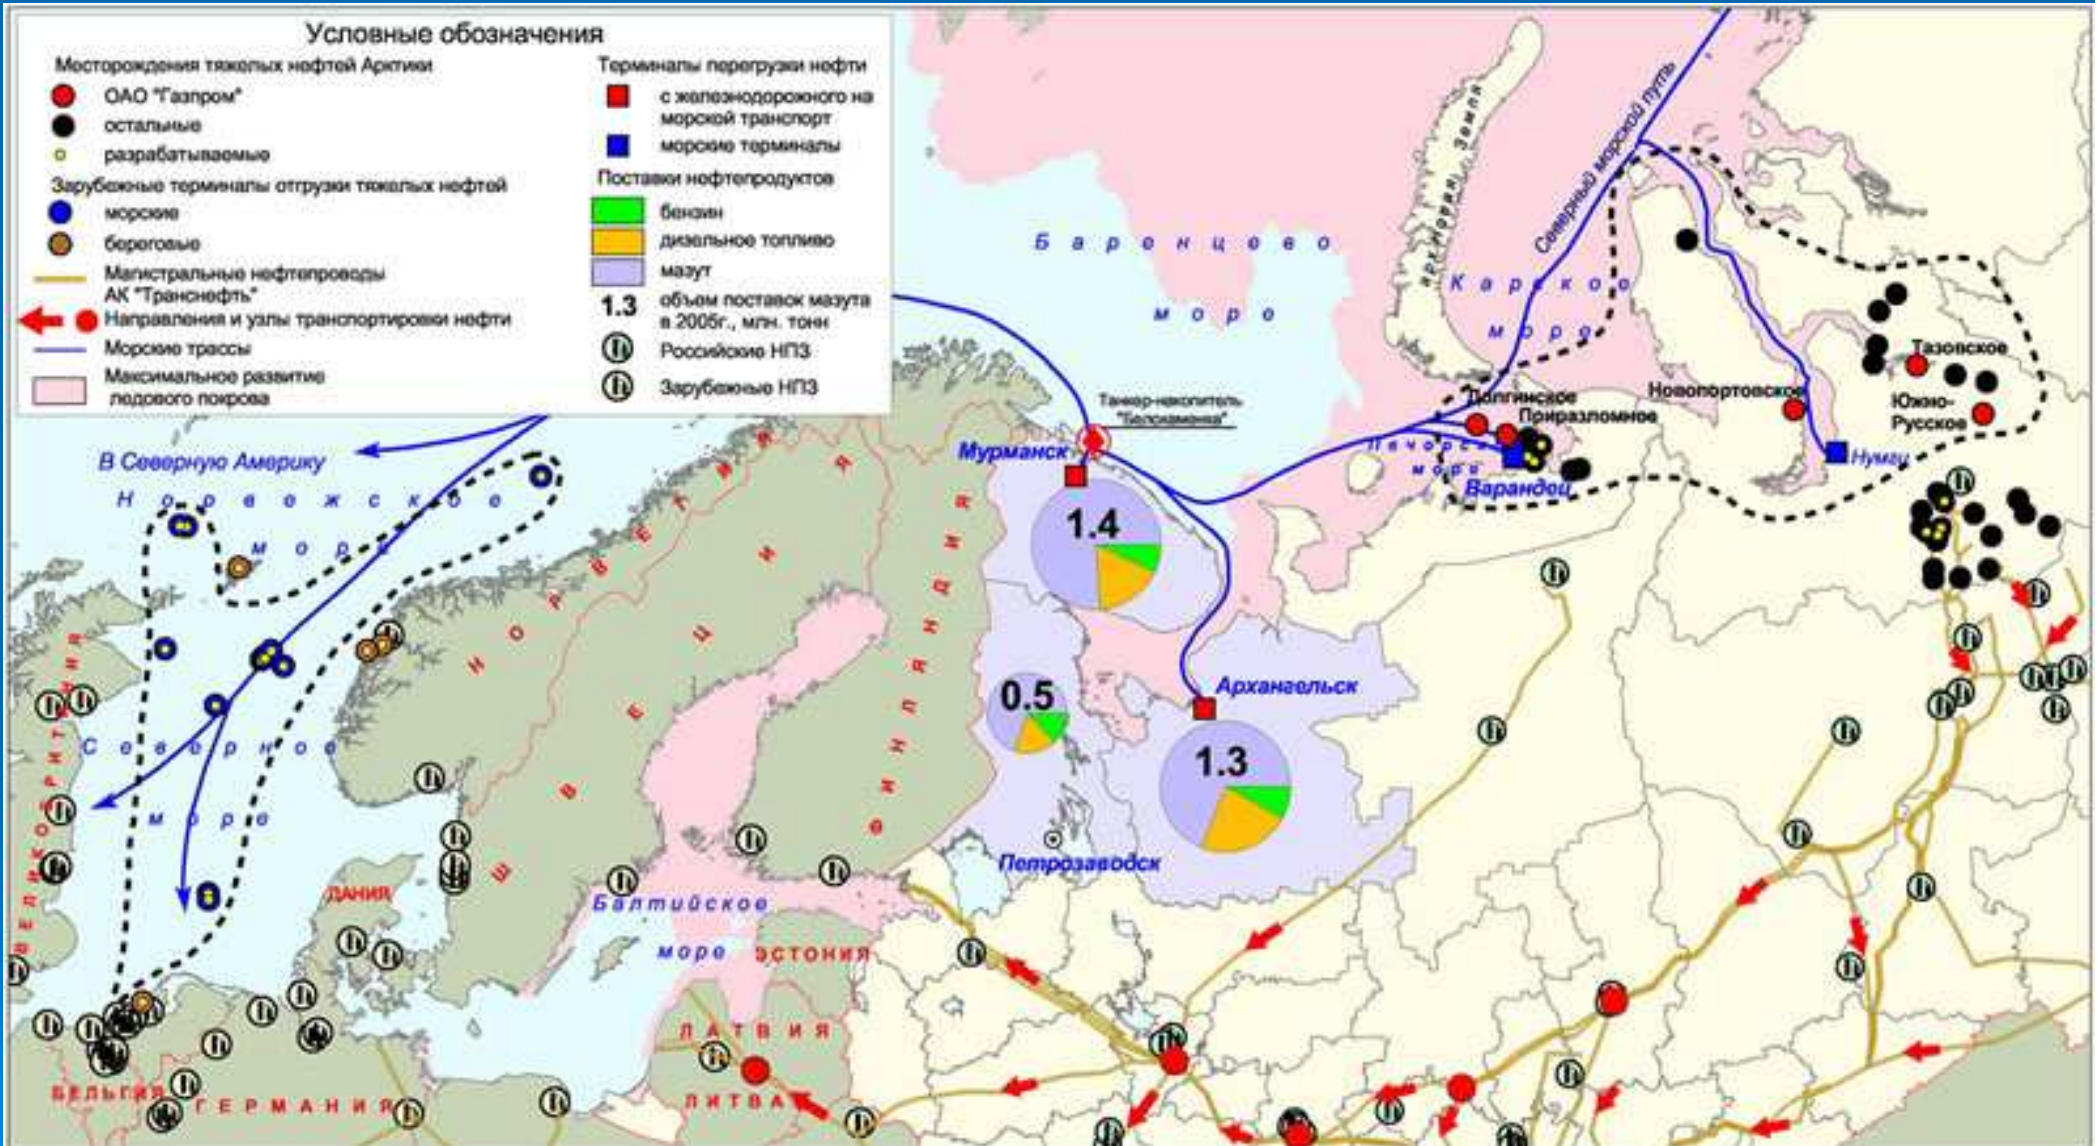 Условные обозначения
Месторождения тяжелых нефтей Арктики
ОАО "Газпром"
остальные
разрабатываемые
Зарубежные терминалы отгрузки тяжелых нефтей
морские
береговые
Магистральные нефтепроводы
АК "Транснефть"
Направления и узлы транспортировки нефти
Морские трассы
Максимальное развитие
ледового покрова
Терминалы перегрузки нефти
с железнодорожного на
морской транспорт
морские терминалы
Поставки нефтепродуктов
бензин
дизельное топливо
мазут
1.3
объем поставок мазута
в 2005г., млн. тонн
Российские НПЗ
Зарубежные НПЗ
Баренцево
море
арх. Новая Земля
Северный морской путь
Карское
море
Тазовское
Южно-
Русское
Новопортовское
Долгинское
Приразломное
Печорское
море
Варандей
Нумги
Танкер-накопитель
"Белокаменка"
Мурманск
1.4
В Северную Америку
Норвежское
море
НОРВЕГИЯ
ШВЕЦИЯ
ФИНЛЯНДИЯ
0.5
Архангельск
1.3
Петрозаводск
Северное
море
ВЕЛИКОБРИТАНИЯ
ДАНИЯ
Балтийское
море
ЭСТОНИЯ
ЛАТВИЯ
ЛИТВА
БЕЛЬГИЯ
ГЕРМАНИЯ